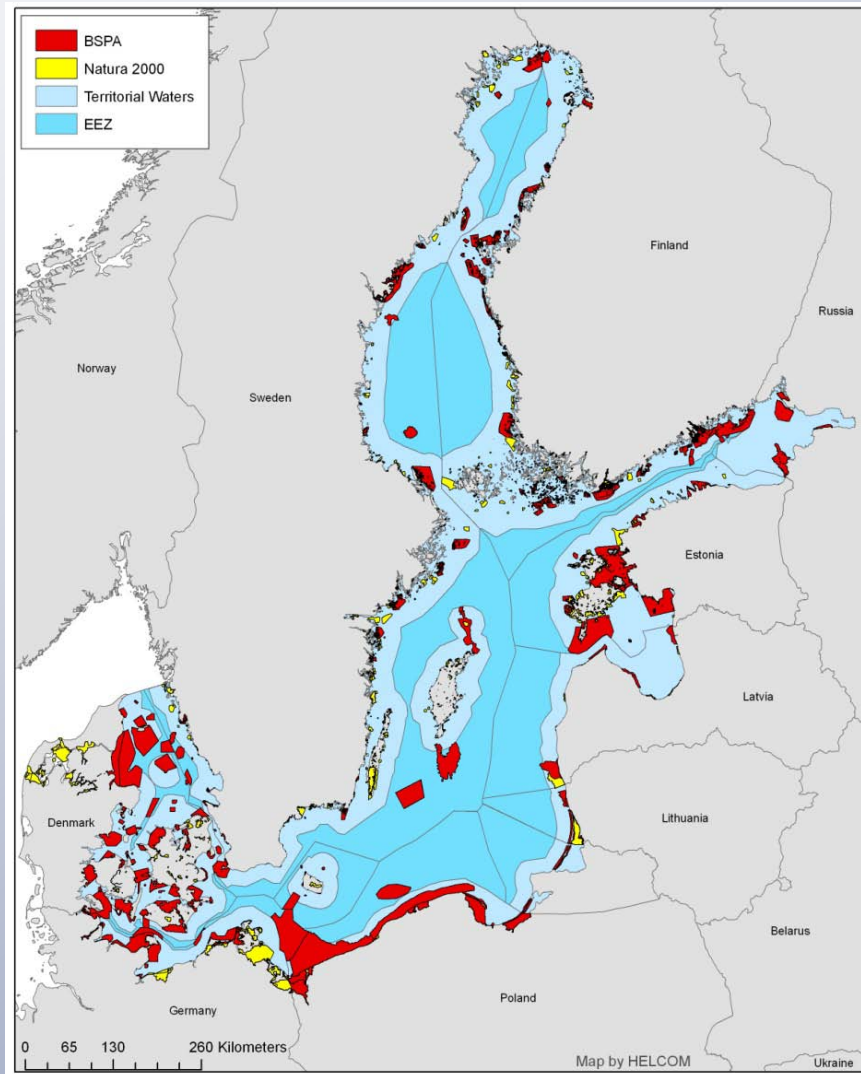 BSPA
Natura 2000
Territorial Waters
EEZ
Finland
Russia
Norway
Sweden
Estonia
Latvia
Denmark
Lithuania
Belarus
Poland
Germany
0 65 130 260 Kilometers
Map by HELCOM
Ukraine